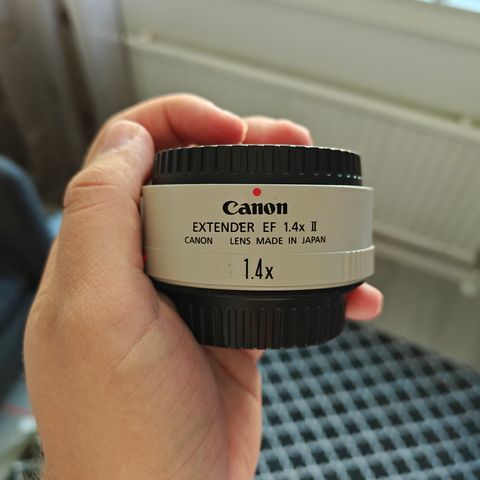 Canon
EXTENDER EF 1.4x II
CANON LENS MADE IN JAPAN
1.4x